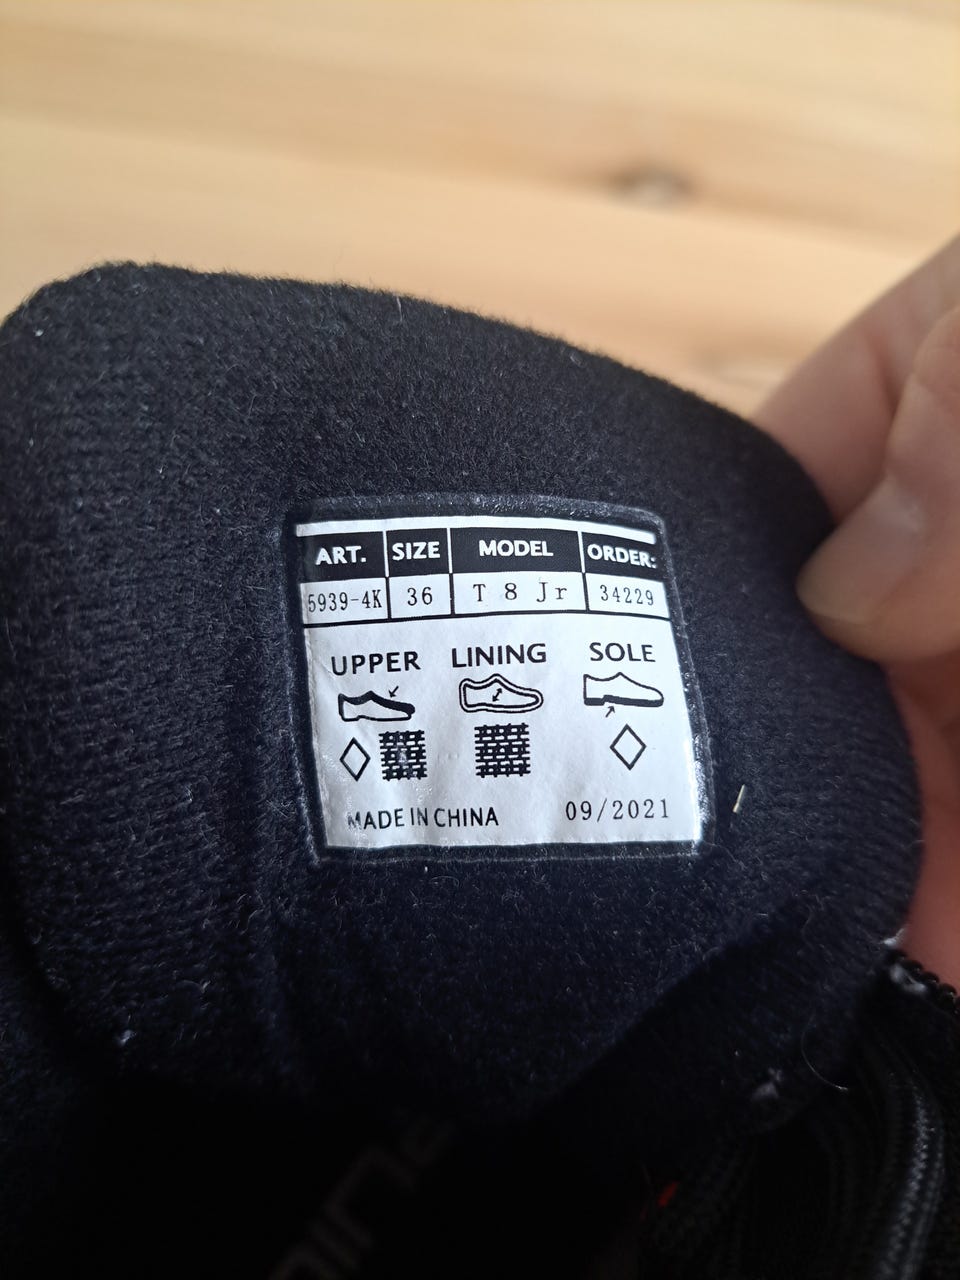 ART. SIZE MODEL ORDER:
5939-4K 36 T 8 Jr 34229
UPPER LINING SOLE
MADE IN CHINA 09/2021